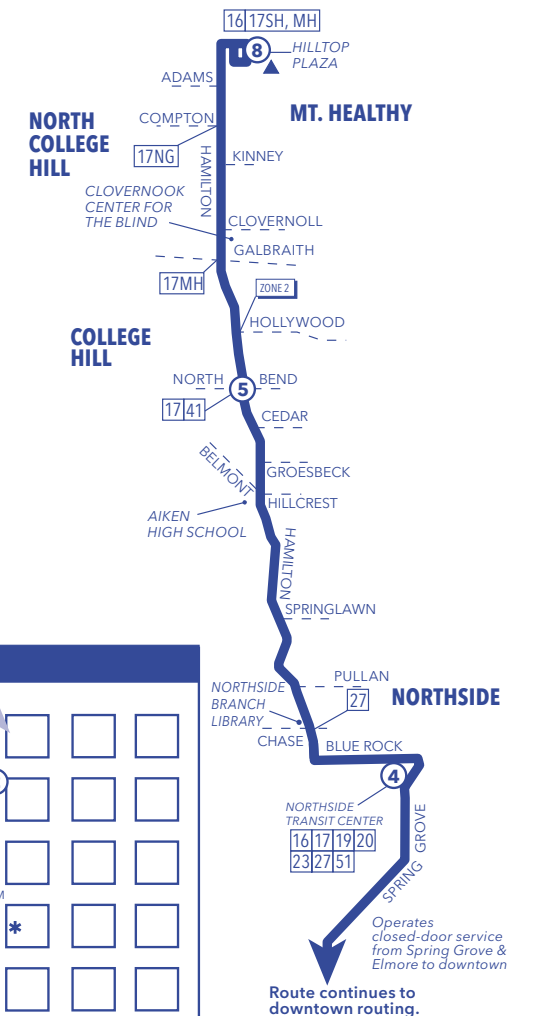 16 17SH, MH
8
HILLTOP
PLAZA
ADAMS
MT. HEALTHY
NORTH
COLLEGE
HILL
COMPTON
17NG
HAMILTON
KINNEY
CLOVERNOOK
CENTER FOR
THE BLIND
CLOVERNOLL
GALBRAITH
17MH
ZONE 2
HOLLYWOOD
COLLEGE
HILL
NORTH
5
BEND
17 41
CEDAR
BELMONT
GROESBECK
HILLCREST
AIKEN
HIGH SCHOOL
HAMILTON
SPRINGLAWN
PULLAN
NORTHSIDE
BRANCH
LIBRARY
27
NORTHSIDE
CHASE
BLUE ROCK
4
NORTHSIDE
TRANSIT CENTER
16 17 19 20
23 27 51
SPRING GROVE
M
*
Operates
closed-door service
from Spring Grove &
Elmore to downtown
Route continues to
downtown routing.